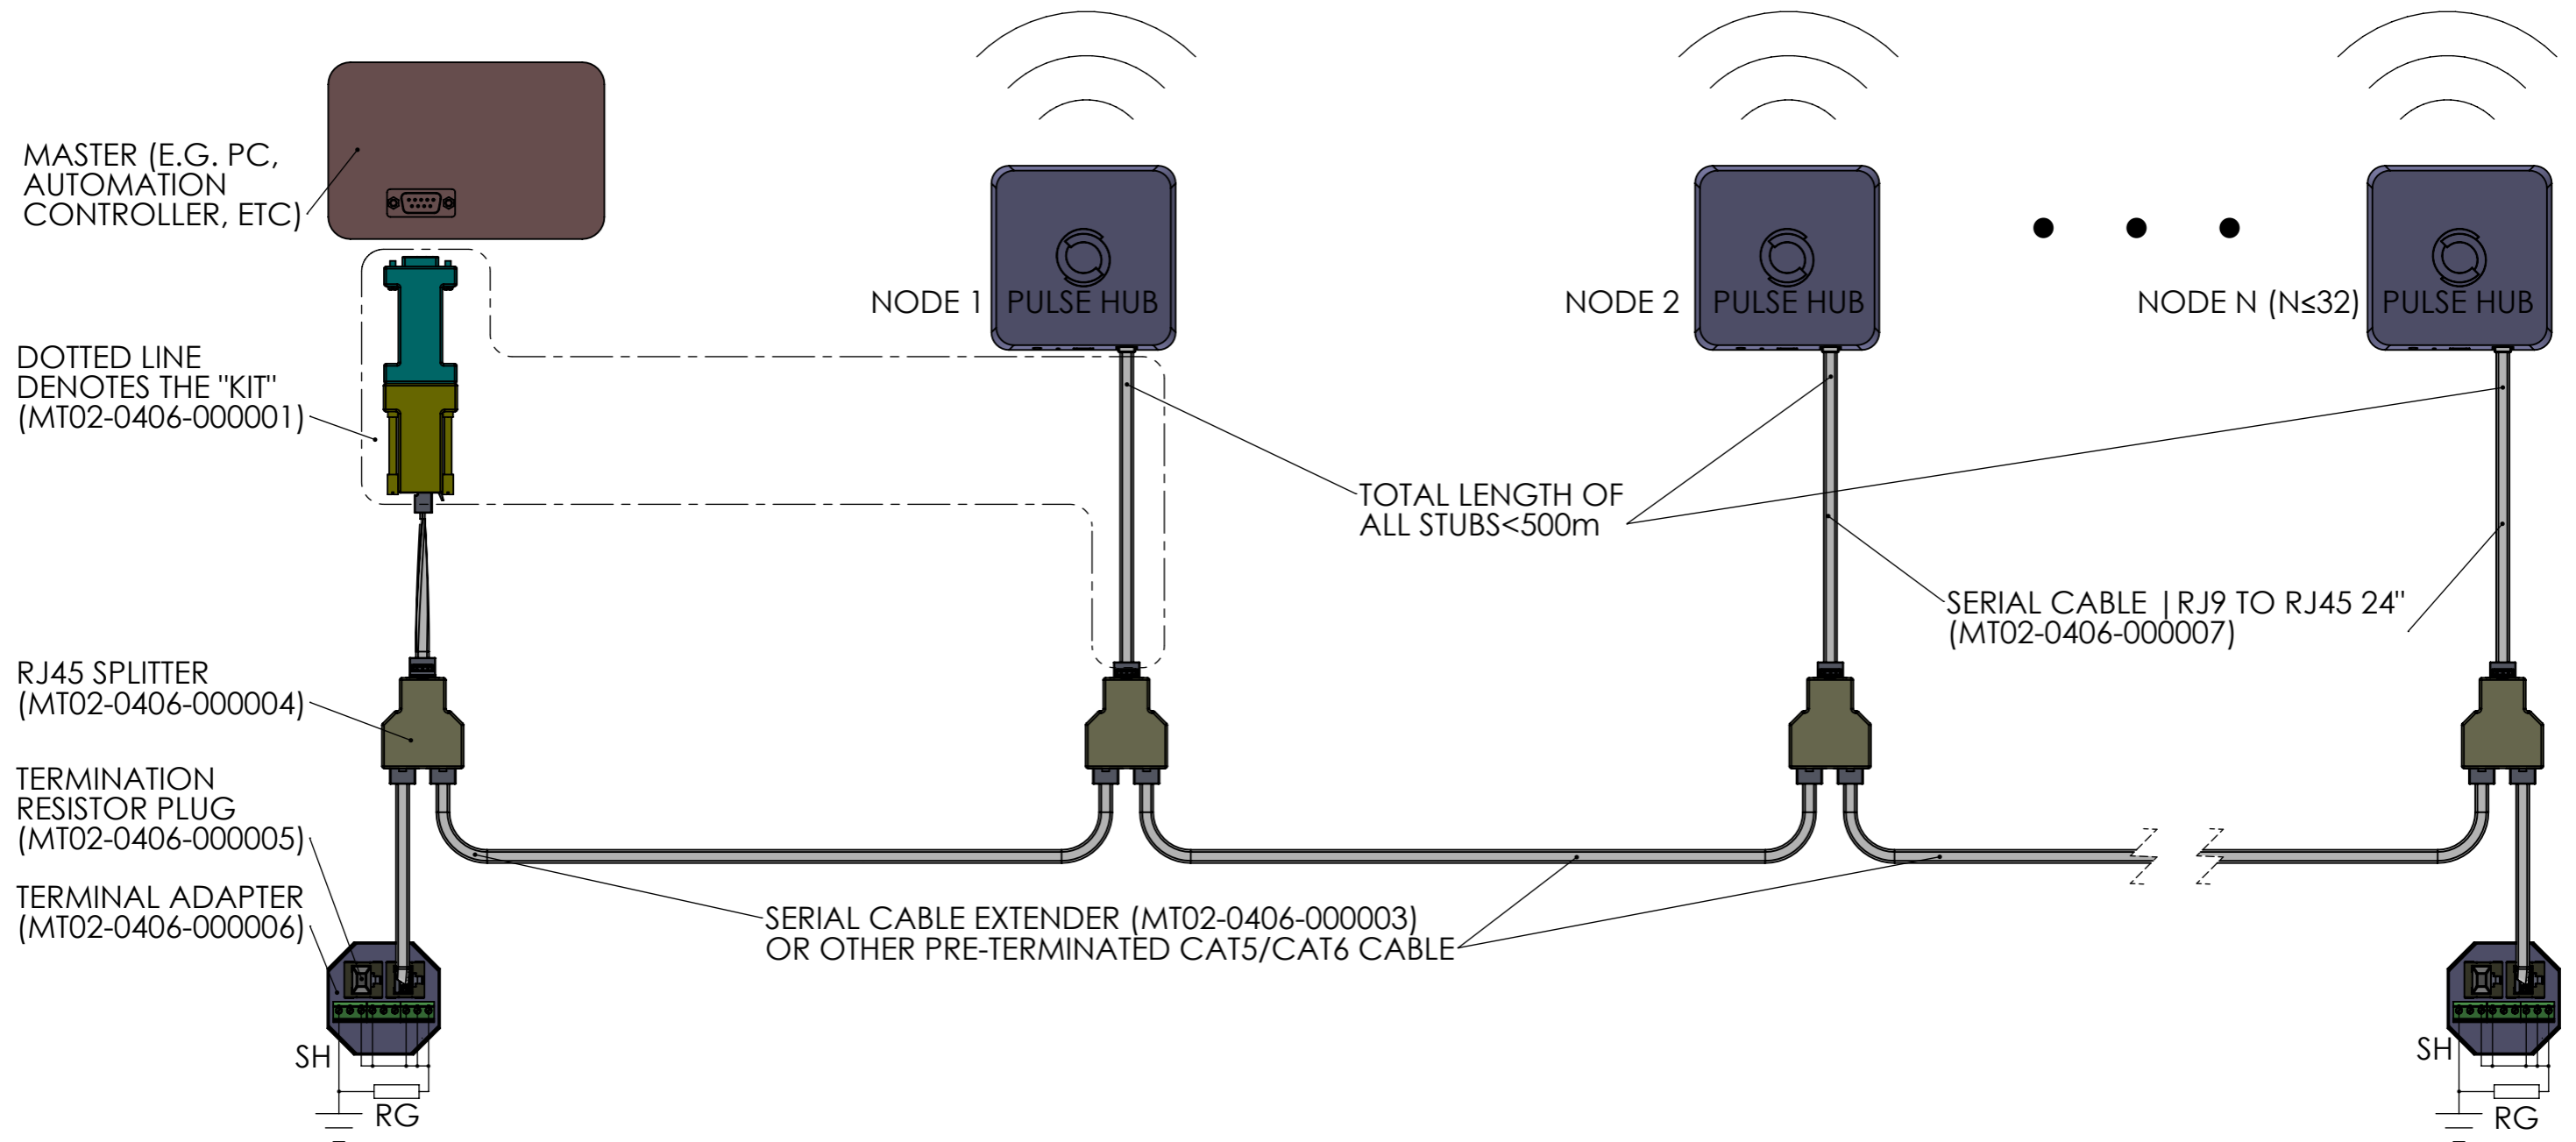 MASTER (E.G. PC,
AUTOMATION
CONTROLLER, ETC)
NODE 1
PULSE HUB
NODE 2
PULSE HUB
NODE N (N≤32)
PULSE HUB
DOTTED LINE
DENOTES THE "KIT"
(MT02-0406-000001)
TOTAL LENGTH OF
ALL STUBS<500m
SERIAL CABLE | RJ9 TO RJ45 24"
(MT02-0406-000007)
RJ45 SPLITTER
(MT02-0406-000004)
TERMINATION
RESISTOR PLUG
(MT02-0406-000005)
TERMINAL ADAPTER
(MT02-0406-000006)
SERIAL CABLE EXTENDER (MT02-0406-000003)
OR OTHER PRE-TERMINATED CAT5/CAT6 CABLE
SH
RG
SH
RG